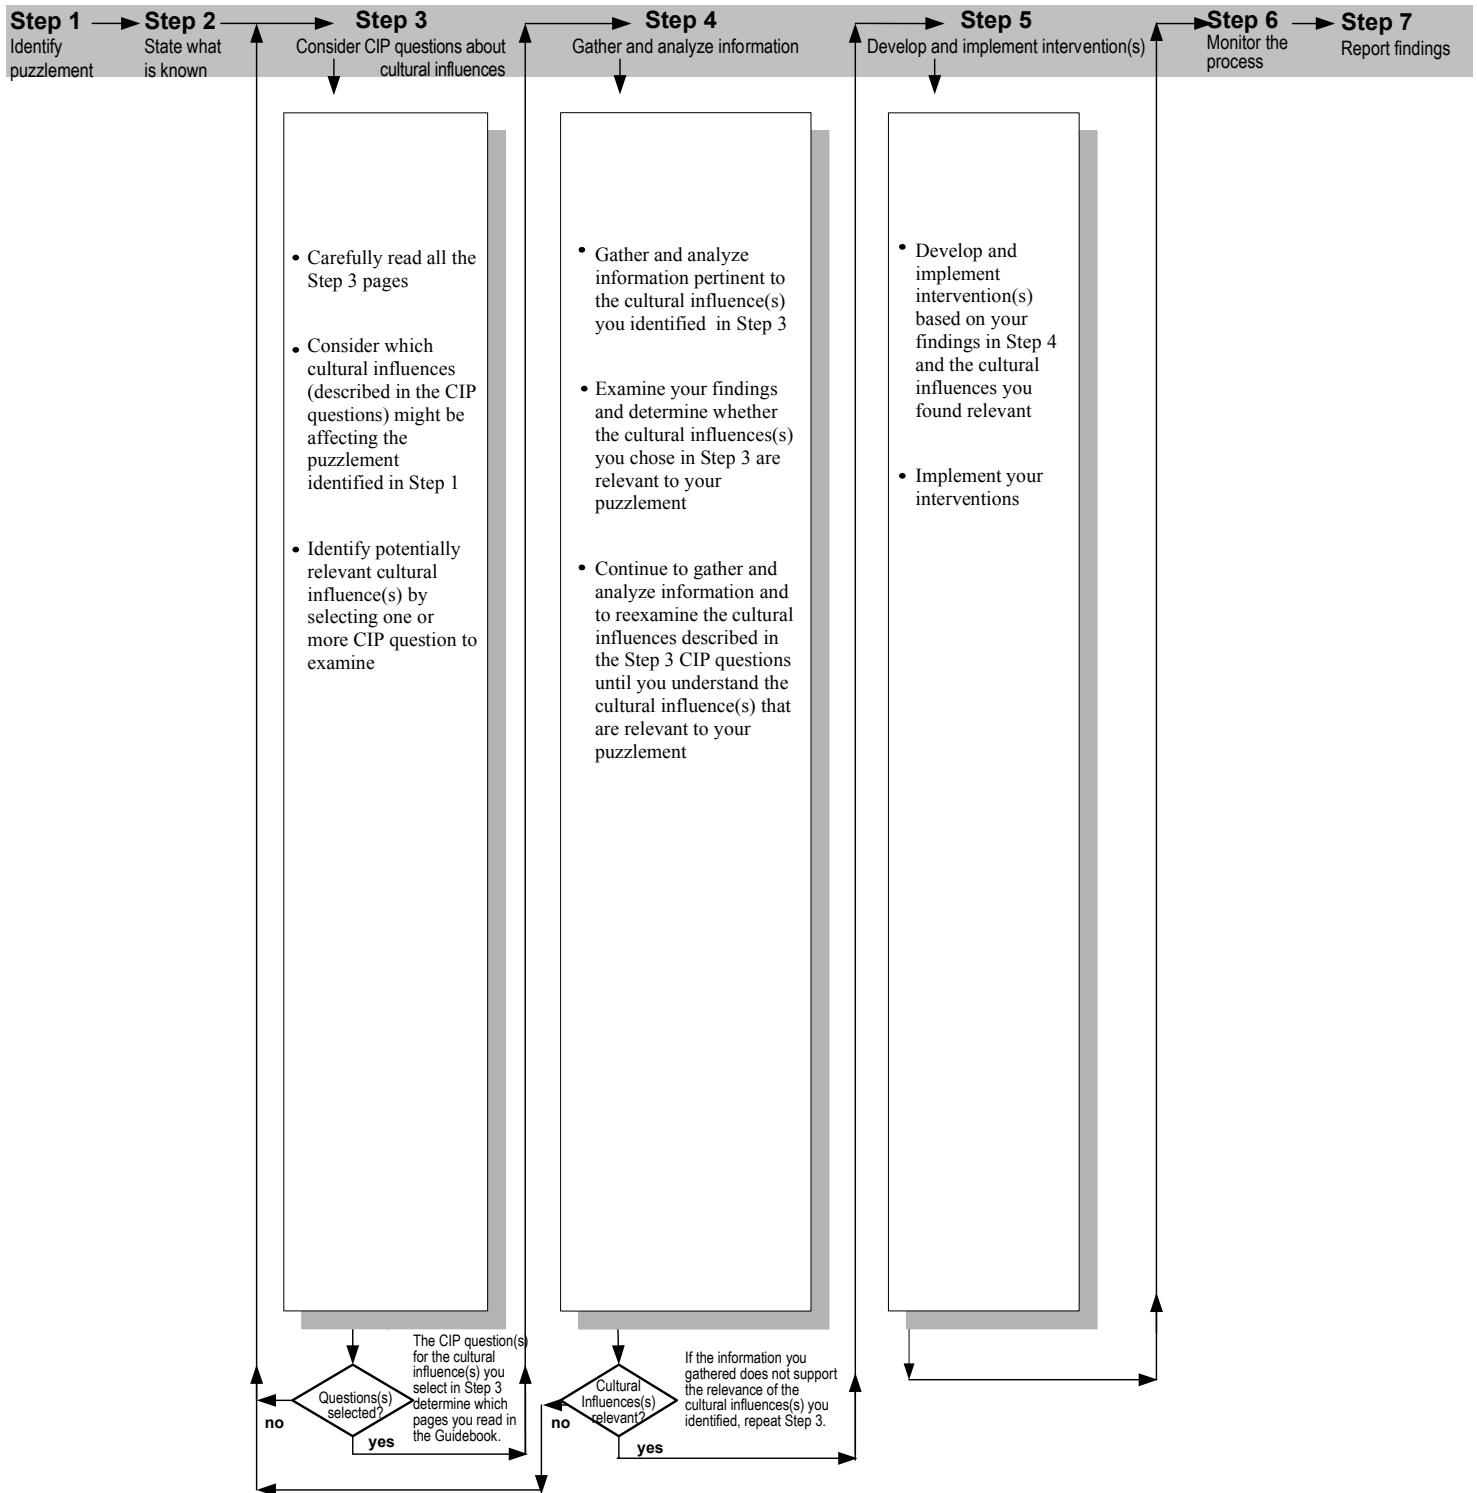 Step 1
Identify
puzzlement
Step 2
State what
is known
Step 3
Consider CIP questions about
cultural influences
Step 4
Gather and analyze information
Step 5
Develop and implement intervention(s)
Step 6
Monitor the
process
Step 7
Report findings
• Carefully read all the
Step 3 pages
• Consider which
cultural influences
(described in the CIP
questions) might be
affecting the
puzzlement
identified in Step 1
• Identify potentially
relevant cultural
influence(s) by
selecting one or
more CIP question to
examine
• Gather and analyze
information pertinent to
the cultural influence(s)
you identified in Step 3
• Examine your findings
and determine whether
the cultural influences(s)
you chose in Step 3 are
relevant to your
puzzlement
• Continue to gather and
analyze information and
to reexamine the cultural
influences described in
the Step 3 CIP questions
until you understand the
cultural influence(s) that
are relevant to your
puzzlement
• Develop and
implement
intervention(s)
based on your
findings in Step 4
and the cultural
influences you
found relevant
• Implement your
interventions
Questions(s)
selected?
no
yes
The CIP question(s)
for the cultural
influence(s) you
select in Step 3
determine which
pages you read in
the Guidebook.
Cultural
Influences(s)
relevant?
no
yes
If the information you
gathered does not support
the relevance of the
cultural influences(s) you
identified, repeat Step 3.